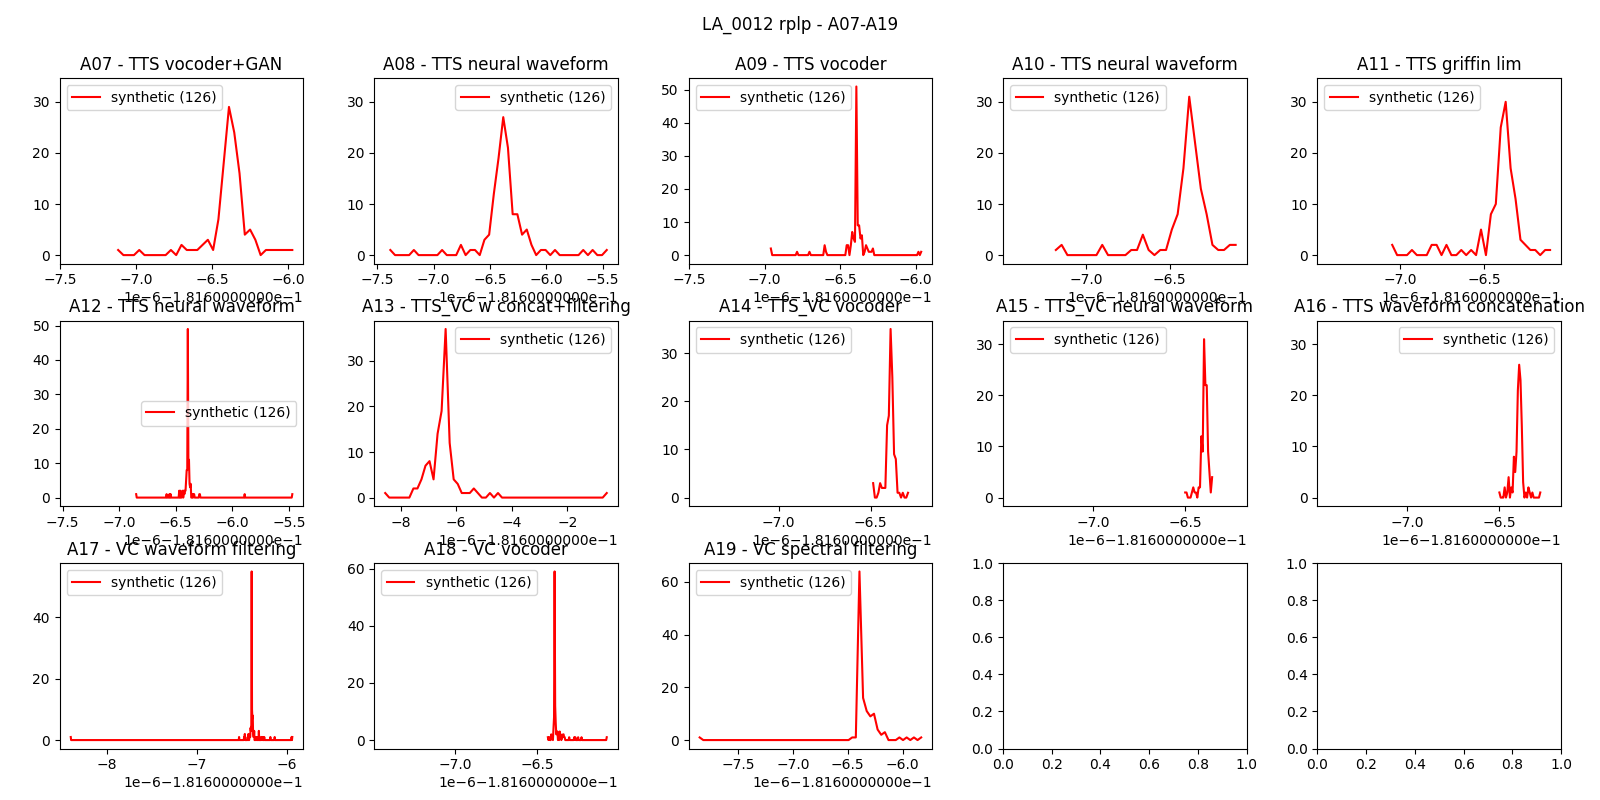 LA_0012 rplp - A07-A19
A07 - TTS vocoder+GAN
synthetic (126)
30
20
10
0
−7.5 −7.0 −6.5 −6.0
1e−6−1.8160000000e−1
A08 - TTS neural waveform
synthetic (126)
30
20
10
0
−7.5 −7.0 −6.5 −6.0 −5.5
1e−6−1.8160000000e−1
A09 - TTS vocoder
synthetic (126)
50
40
30
20
10
0
−7.5 −7.0 −6.5 −6.0
1e−6−1.8160000000e−1
A10 - TTS neural waveform
synthetic (126)
30
20
10
0
−7.0 −6.5
1e−6−1.8160000000e−1
A11 - TTS griffin lim
synthetic (126)
30
20
10
0
−7.0 −6.5
1e−6−1.8160000000e−1
A12 - TTS neural waveform
synthetic (126)
50
40
30
20
10
0
−7.5 −7.0 −6.5 −6.0 −5.5
1e−6−1.8160000000e−1
A13 - TTS_VC w concat+filtering
synthetic (126)
30
20
10
0
−8 −6 −4 −2
1e−6−1.8160000000e−1
A14 - TTS_VC vocoder
synthetic (126)
30
20
10
0
−7.0 −6.5
1e−6−1.8160000000e−1
A15 - TTS_VC neural waveform
synthetic (126)
30
20
10
0
−7.0 −6.5
1e−6−1.8160000000e−1
A16 - TTS waveform concatenation
synthetic (126)
30
20
10
0
−7.0 −6.5
1e−6−1.8160000000e−1
A17 - VC waveform filtering
synthetic (126)
40
20
0
−8 −7 −6
1e−6−1.8160000000e−1
A18 - VC vocoder
synthetic (126)
60
40
20
0
−7.0 −6.5
1e−6−1.8160000000e−1
A19 - VC spectral filtering
synthetic (126)
60
40
20
0
−7.5 −7.0 −6.5 −6.0
1e−6−1.8160000000e−1
1.0
0.8
0.6
0.4
0.2
0.0
0.0 0.2 0.4 0.6 0.8 1.0
1.0
0.8
0.6
0.4
0.2
0.0
0.0 0.2 0.4 0.6 0.8 1.0